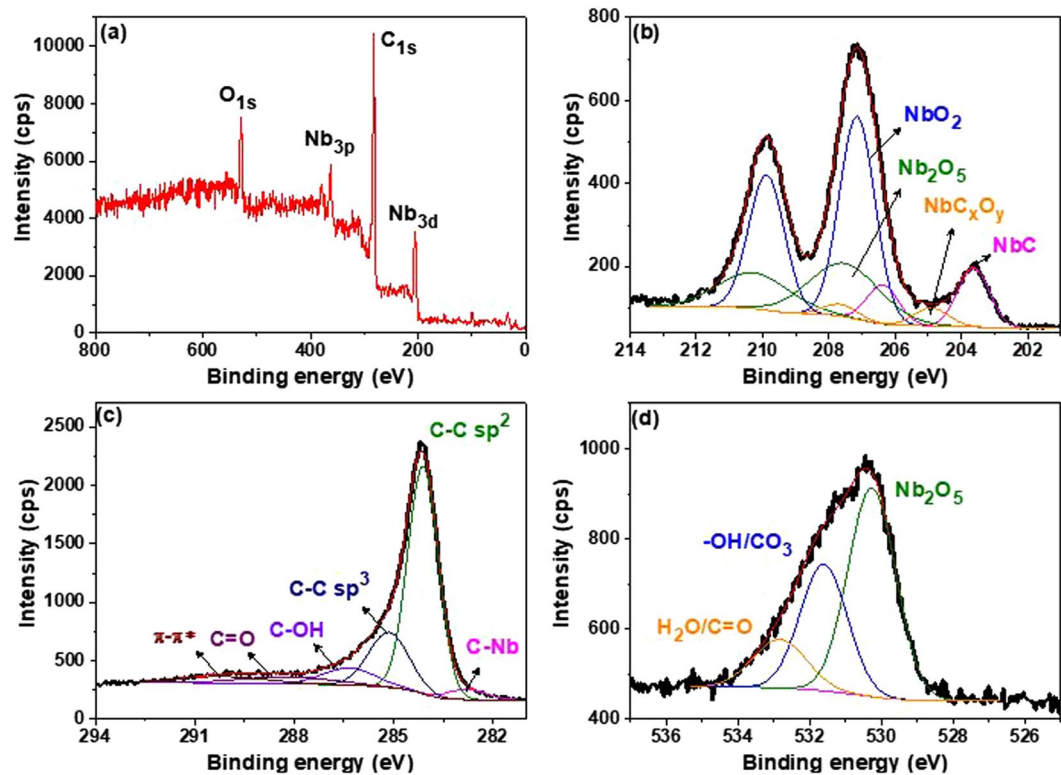 (a)
C1s
O1s
Nb3p
Nb3d
10000
8000
6000
4000
2000
0
Intensity (cps)
800 600 400 200 0
Binding energy (eV)
(b)
NbO2
Nb2O5
NbCxOy
NbC
800
600
400
200
Intensity (cps)
214 212 210 208 206 204 202
Binding energy (eV)
(c)
C-C sp2
C-C sp3
π-π* C=O C-OH
C-Nb
2500
2000
1500
1000
500
0
Intensity (cps)
294 291 288 285 282
Binding energy (eV)
(d)
Nb2O5
-OH/CO3
H2O/C=O
1000
800
600
400
Intensity (cps)
536 534 532 530 528 526
Binding energy (eV)